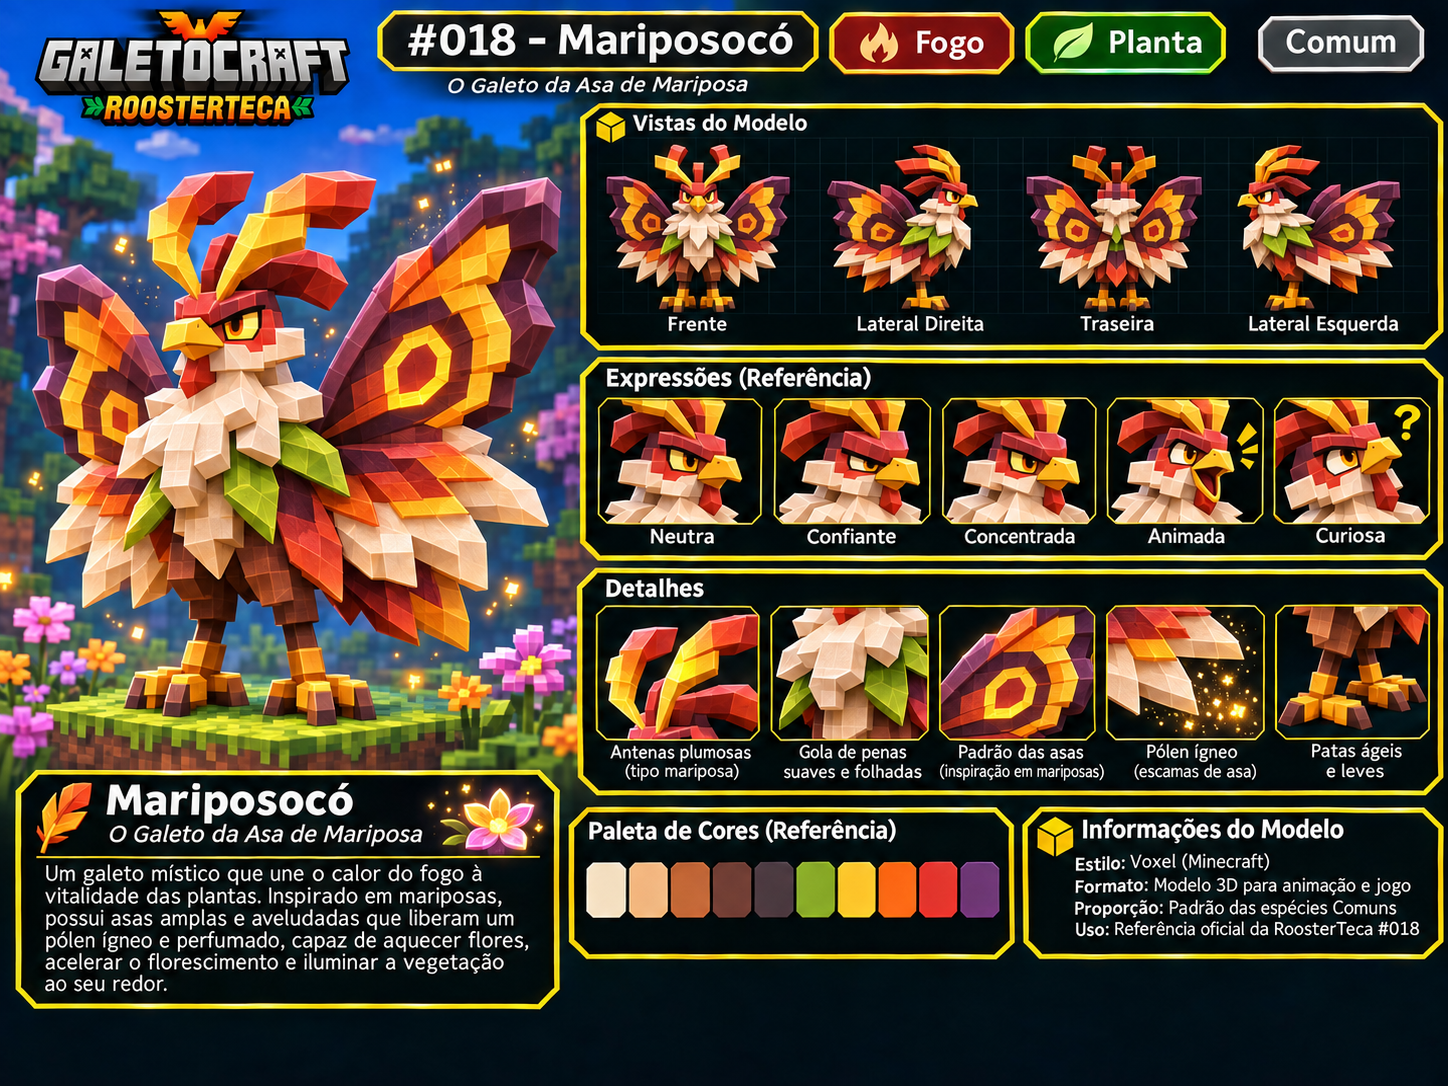 GALETOCRAFT
ROOSTERTECA
#018 - Mariposocó
O Galeto da Asa de Mariposa
Fogo
Planta
Comum
Vistas do Modelo
Frente
Lateral Direita
Traseira
Lateral Esquerda
Expressões (Referência)
?
Neutra
Confiante
Concentrada
Animada
Curiosa
Detalhes
Antenas plumosas
(tipo mariposa)
Gola de penas
suaves e folhadas
Padrão das asas
(inspiração em mariposas)
Pólen ígneo
(escamas de asa)
Patas ágeis
e leves
Mariposocó
O Galeto da Asa de Mariposa
Um galeto místico que une o calor do fogo à
vitalidade das plantas. Inspirado em mariposas,
possui asas amplas e aveludadas que liberam um
pólen ígneo e perfumado, capaz de aquecer flores,
acelerar o florescimento e iluminar a vegetação
ao seu redor.
Paleta de Cores (Referência)
Informações do Modelo
Estilo: Voxel (Minecraft)
Formato: Modelo 3D para animação e jogo
Proporção: Padrão das espécies Comuns
Uso: Referência oficial da RoosterTeca #018